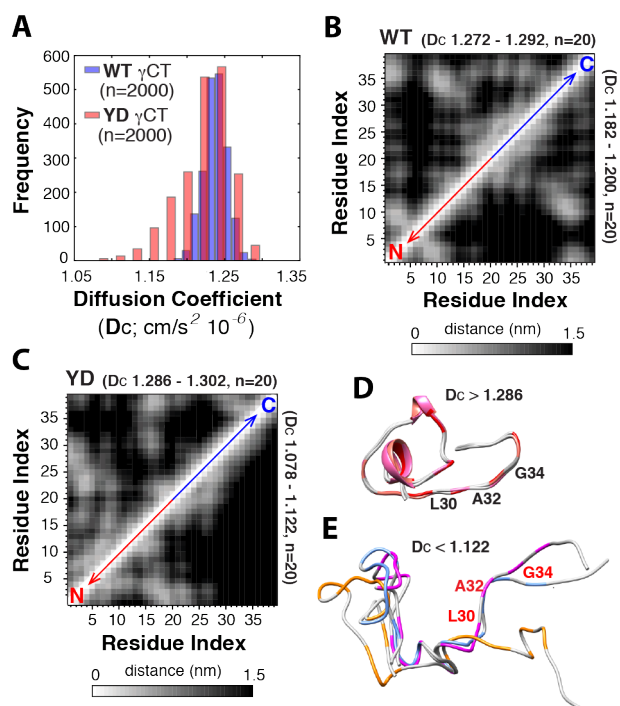 A
600
500
400
300
200
100
0
Frequency
WT γCT
(n=2000)
YD γCT
(n=2000)
1.05
1.15
1.25
1.35
Diffusion Coefficient
(Dc; cm/s² 10⁻⁶)
B
WT (Dc 1.272 - 1.292, n=20)
(Dc 1.182 - 1.200, n=20)
C
N
Residue Index
35
30
25
20
15
10
5
5 10 15 20 25 30 35
Residue Index
distance (nm)
0
1.5
C
YD (Dc 1.286 - 1.302, n=20)
(Dc 1.078 - 1.122, n=20)
C
N
Residue Index
35
30
25
20
15
10
5
5 10 15 20 25 30 35
Residue Index
distance (nm)
0
1.5
D
Dc > 1.286
G34
A32
L30
E
Dc < 1.122
G34
A32
L30